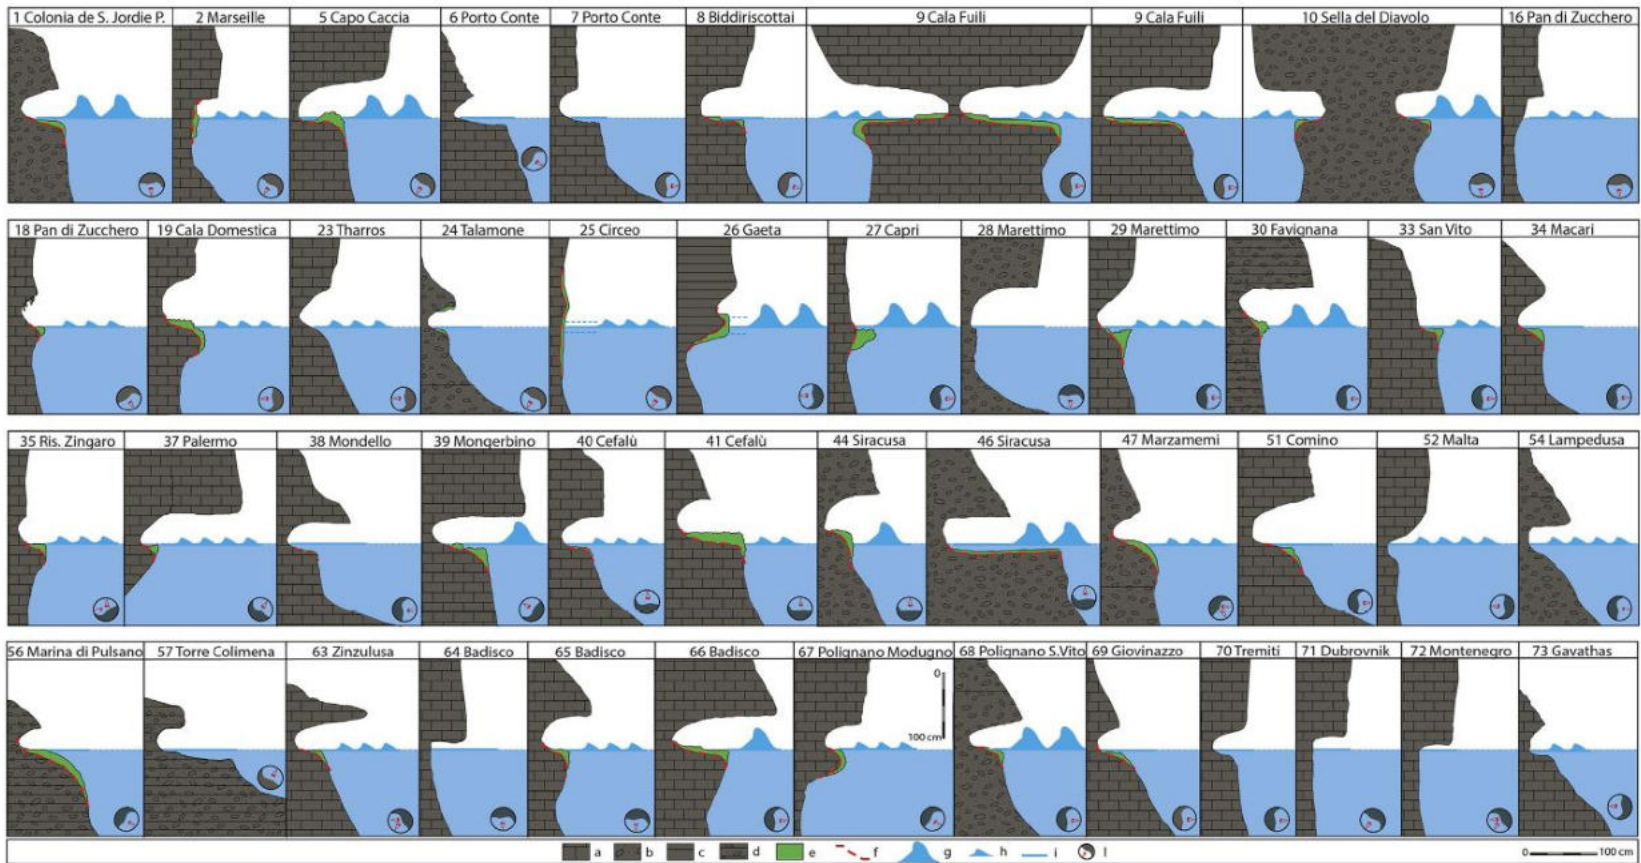 1 Colonia de S. Jordie P. 2 Marseille 5 Capo Caccia 6 Porto Conte 7 Porto Conte 8 Biddiriscottai 9 Cala Fuili 9 Cala Fuili 10 Sella del Diavolo 16 Pan di Zucchero
18 Pan di Zucchero 19 Cala Domestica 23 Tharros 24 Talamone 25 Circeo 26 Gaeta 27 Capri 28 Marettimo 29 Marettimo 30 Favignana 33 San Vito 34 Macari
35 Ris. Zingaro 37 Palermo 38 Mondello 39 Mongerbino 40 Cefalù 41 Cefalù 44 Siracusa 46 Siracusa 47 Marzamemi 51 Comino 52 Malta 54 Lampedusa
56 Marina di Pulsano 57 Torre Colimena 63 Zinzulusa 64 Badisco 65 Badisco 66 Badisco 67 Polignano Modugno 68 Polignano S.Vito 69 Giovinazzo 70 Tremiti 71 Dubrovnik 72 Montenegro 73 Gavathas
0
100 cm
a b c d e f g h i l 0 100 cm